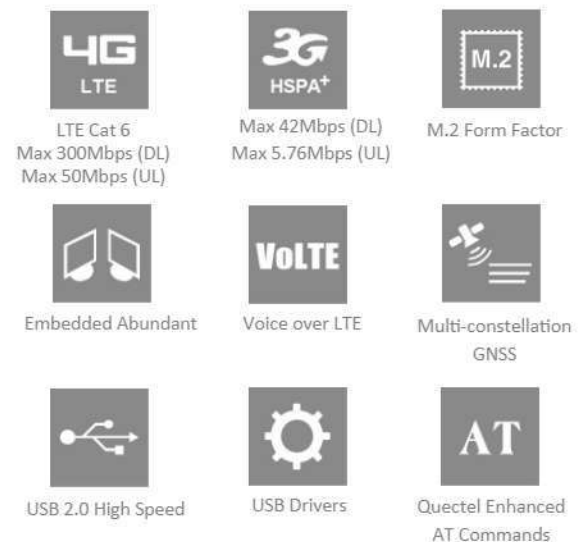 4G
LTE
LTE Cat 6
Max 300Mbps (DL)
Max 50Mbps (UL)
3G
HSPA+
Max 42Mbps (DL)
Max 5.76Mbps (UL)
M.2
M.2 Form Factor
Embedded Abundant
VoLTE
Voice over LTE
Multi-constellation
GNSS
USB 2.0 High Speed
USB Drivers
AT
Quectel Enhanced
AT Commands